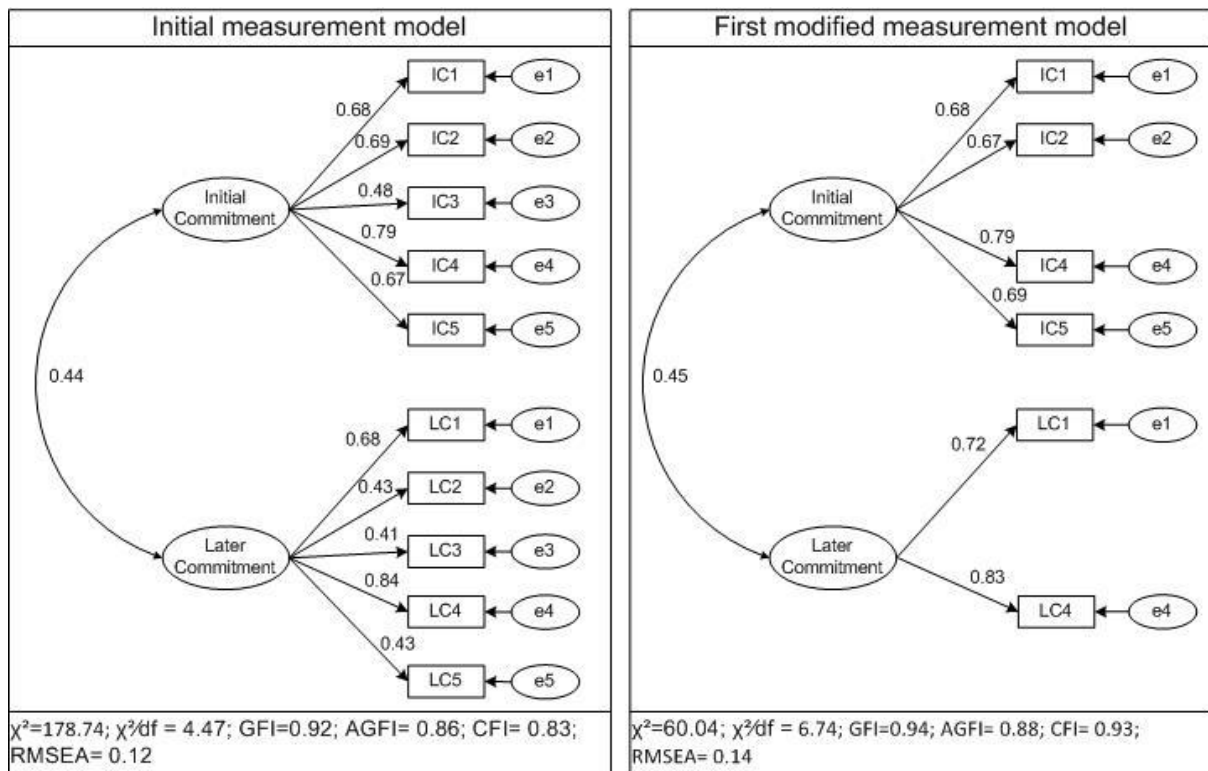 Initial measurement model
IC1
e1
0.68
IC2
e2
0.69
Initial
Commitment
0.48
IC3
e3
0.79
IC4
e4
0.67
IC5
e5
0.44
LC1
e1
0.68
LC2
e2
0.43
Later
Commitment
0.41
LC3
e3
0.84
LC4
e4
0.43
LC5
e5
χ²=178.74; χ²/df = 4.47; GFI=0.92; AGFI= 0.86; CFI= 0.83;
RMSEA= 0.12
First modified measurement model
IC1
e1
0.68
IC2
e2
0.67
Initial
Commitment
0.79
IC4
e4
0.69
IC5
e5
0.45
LC1
e1
0.72
Later
Commitment
0.83
LC4
e4
χ²=60.04; χ²/df = 6.74; GFI=0.94; AGFI= 0.88; CFI= 0.93;
RMSEA= 0.14